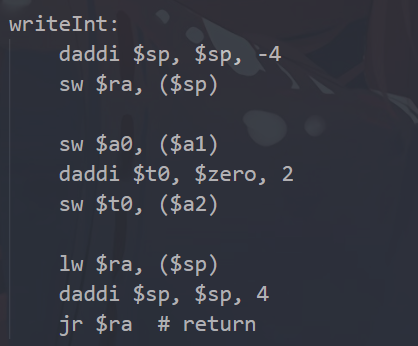 writeInt:
    daddi $sp, $sp, -4
    sw $ra, ($sp)

    sw $a0, ($a1)
    daddi $t0, $zero, 2
    sw $t0, ($a2)

    lw $ra, ($sp)
    daddi $sp, $sp, 4
    jr $ra  # return